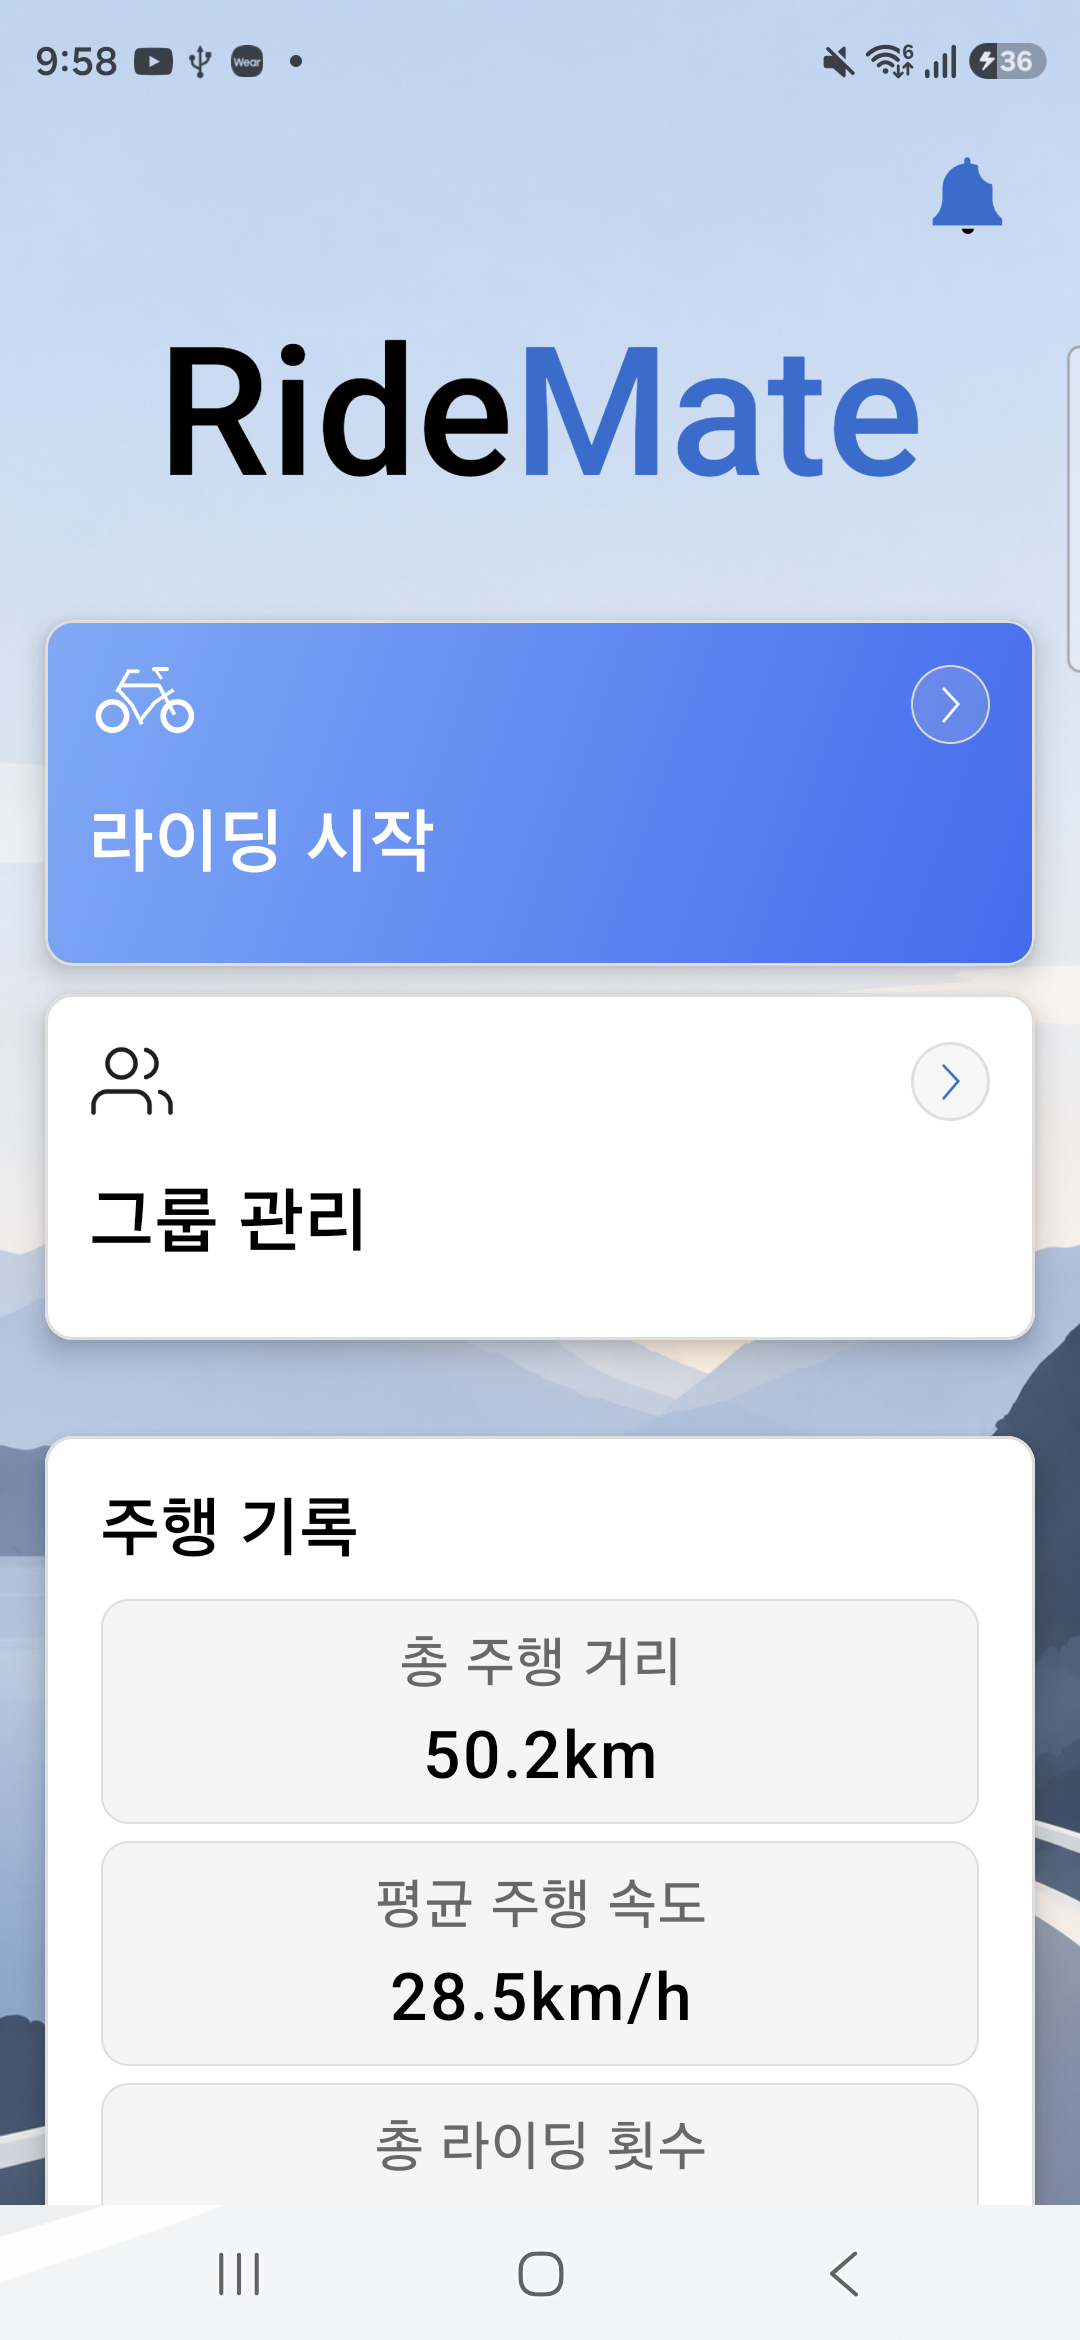 9:58
Wear
6
36
RideMate
라이딩 시작
그룹 관리
주행 기록
총 주행 거리
50.2km
평균 주행 속도
28.5km/h
총 라이딩 횟수